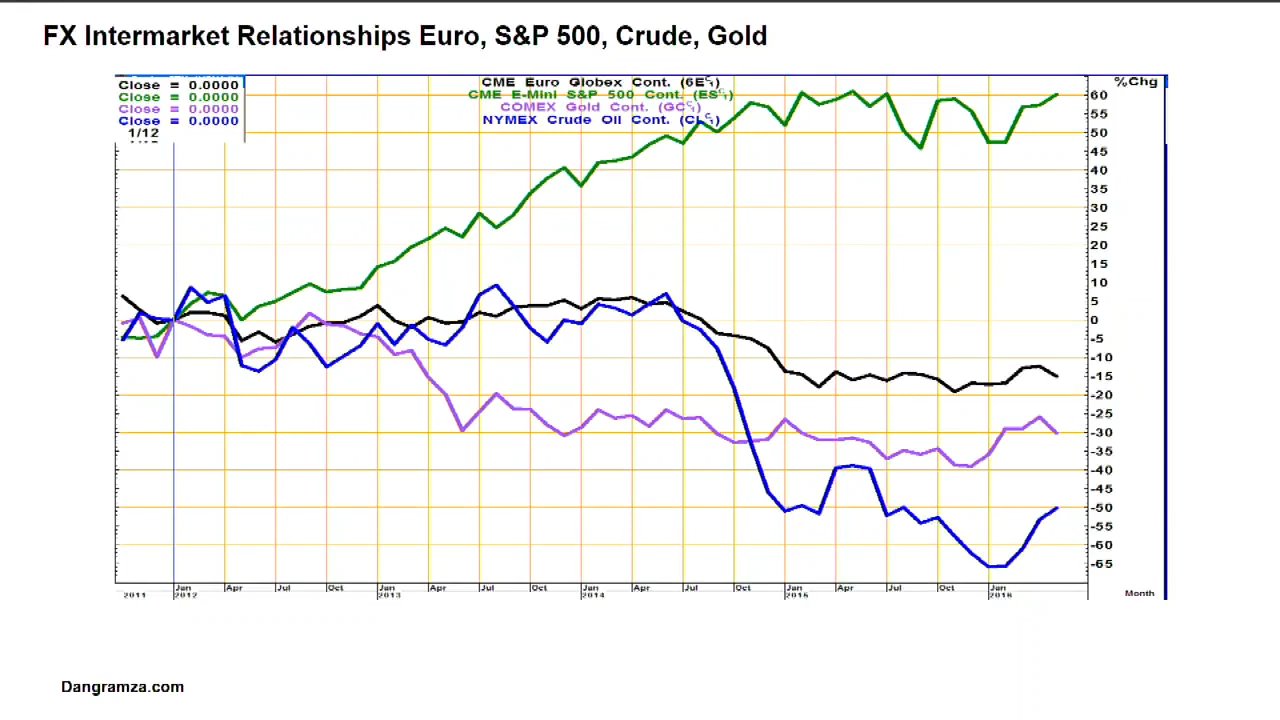 FX Intermarket Relationships Euro, S&P 500, Crude, Gold
Close = 0.0000
Close = 0.0000
Close = 0.0000
Close = 0.0000
1/12
CME Euro Globex Cont. (6EC1)
CME E-Mini S&P 500 Cont. (ESC1)
COMEX Gold Cont. (GC1)
NYMEX Crude Oil Cont. (CLC1)
%Chg
60
55
50
45
40
35
30
25
20
15
10
5
0
-5
-10
-15
-20
-25
-30
-35
-40
-45
-50
-55
-60
-65
Jan Apr Jul Oct Jan Apr Jul Oct Jan Apr Jul Oct Jan Apr Jul Oct Jan
2011 2012 2013 2014 2015 2016 Month
Dangramza.com